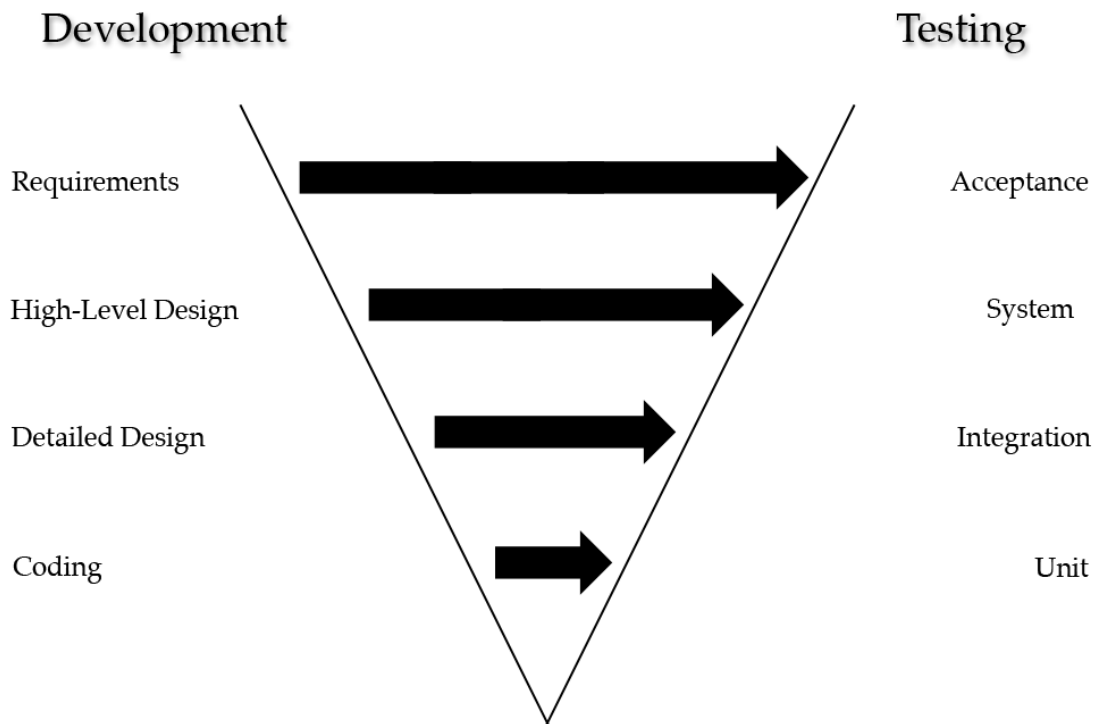 Development Testing
Requirements Acceptance
High-Level Design System
Detailed Design Integration
Coding Unit